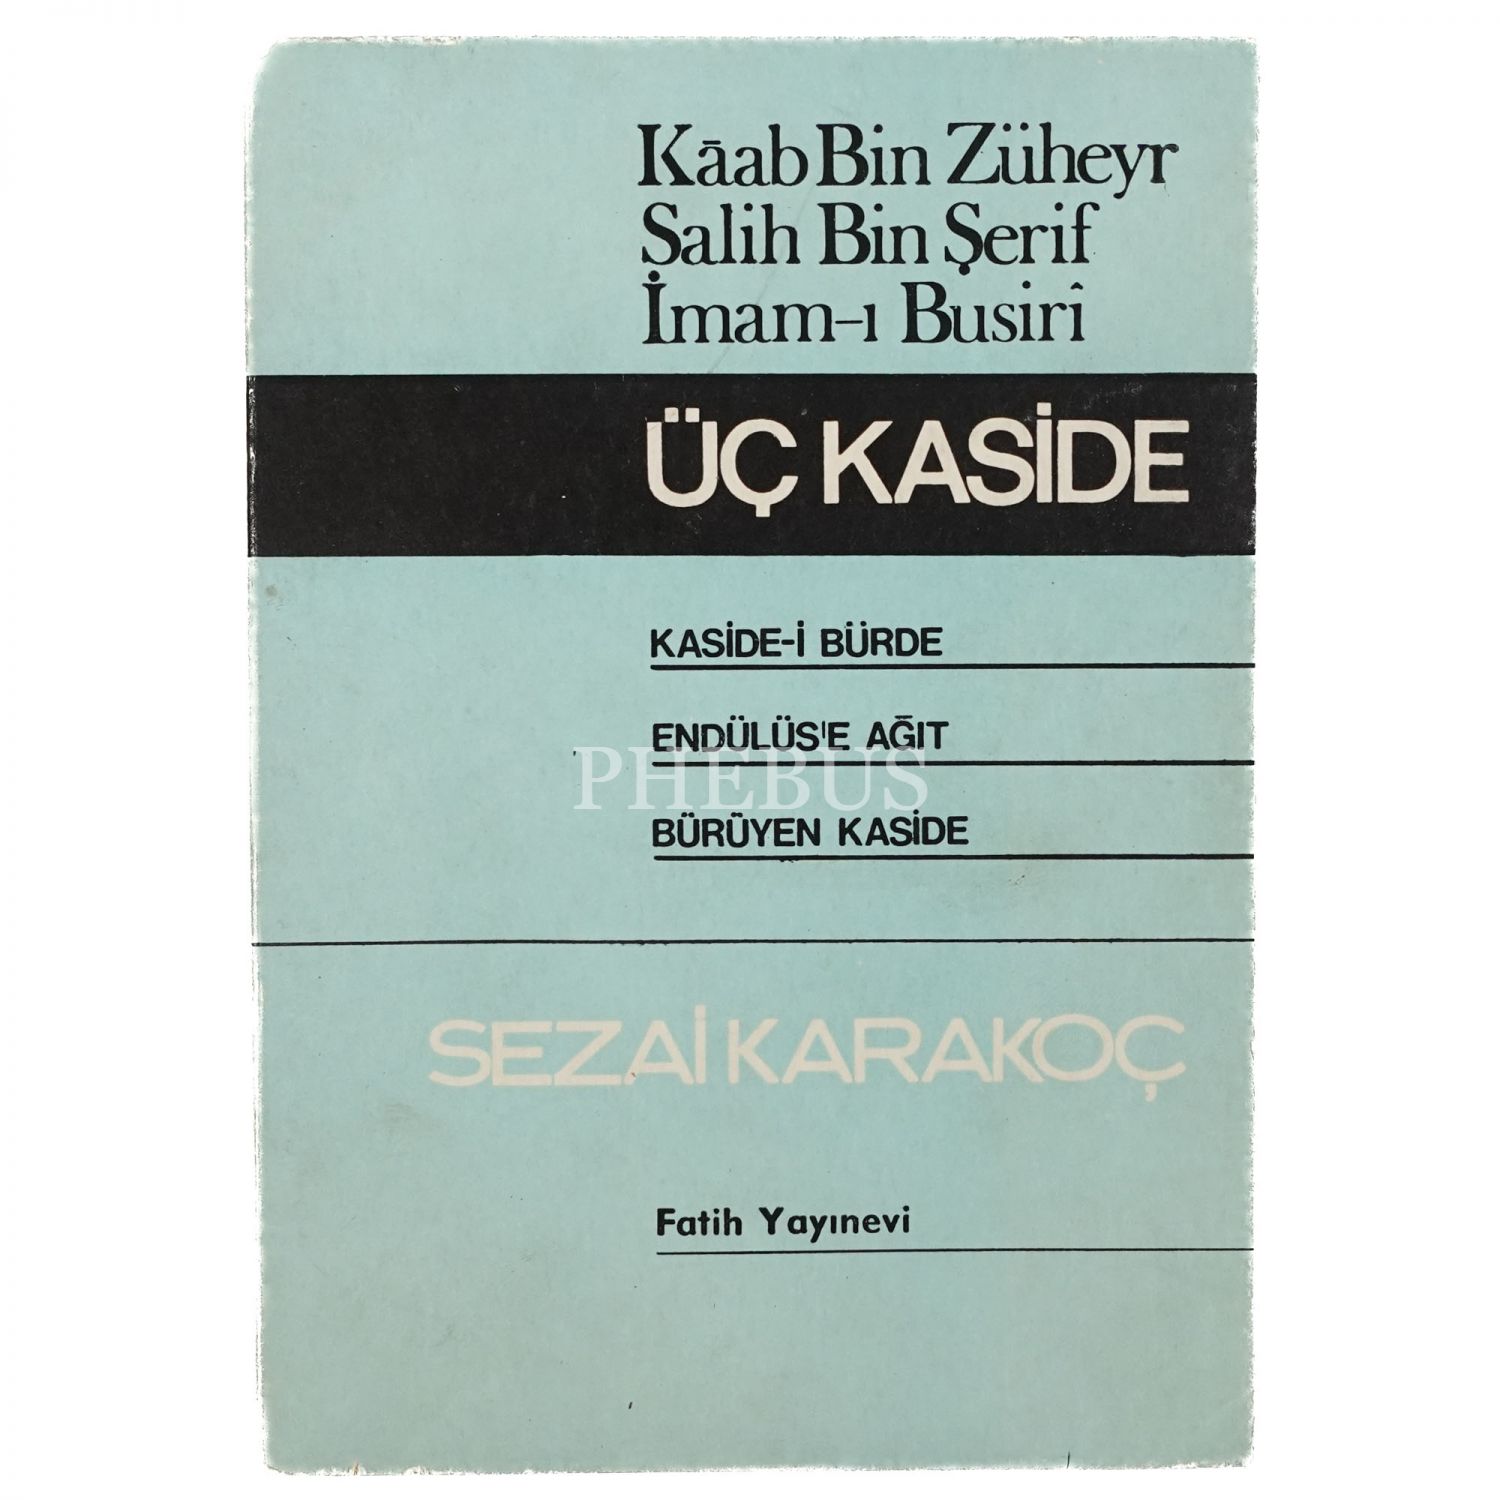 Kāab Bin Züheyr
Salih Bin Şerif
İmam-ı Busirî
ÜÇ KASİDE
KASİDE-İ BÜRDE
ENDÜLÜS'E AĞIT
PHEBUS
BÜRÜYEN KASİDE
SEZAİ KARAKOÇ
Fatih Yayınevi